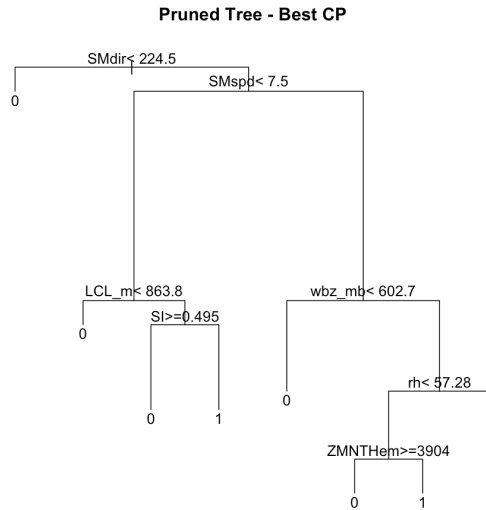 Pruned Tree - Best CP
SMdir< 224.5
SMspd< 7.5
0
LCL_m< 863.8
wbz_mb< 602.7
SI>=0.495
0
rh< 57.28
0
0
1
ZMNTHem>=3904
0
1